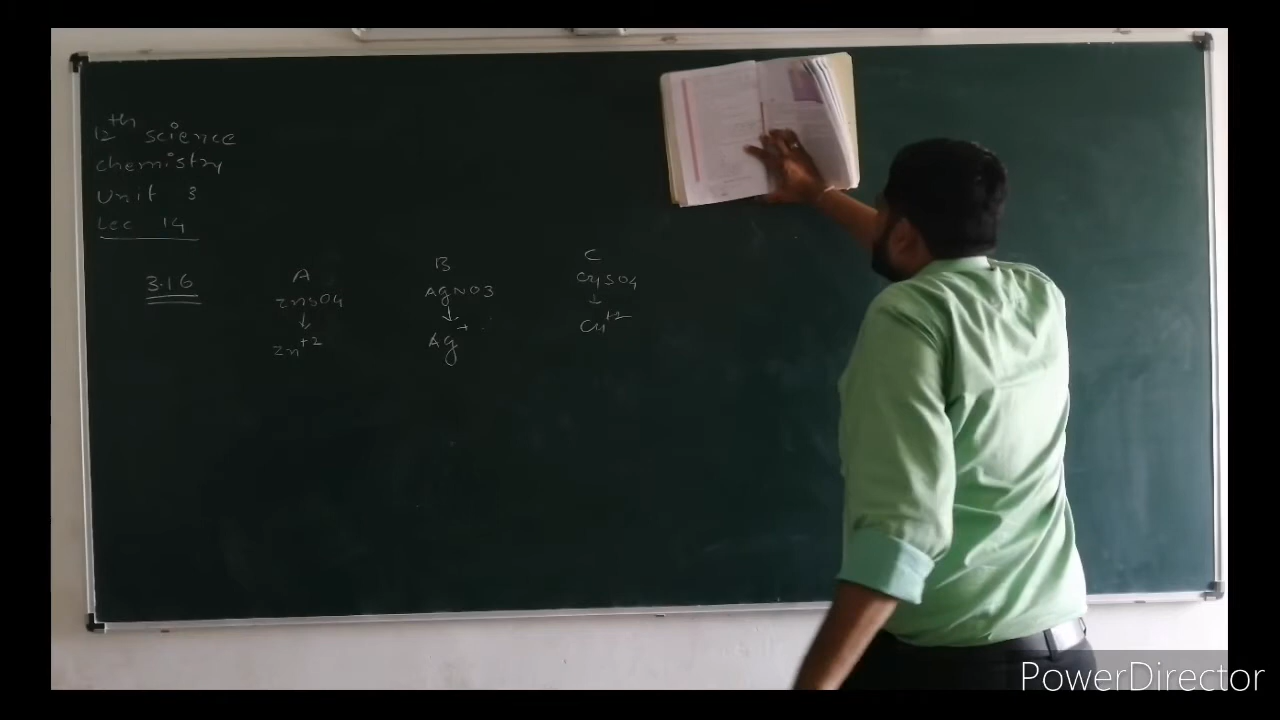 12th science
chemistry
Unit 3
Lec 14
3.16
A
ZnSO4
↓
Zn+2
B
AgNO3
↓
Ag+
C
CuSO4
↓
Cu+2
PowerDirector